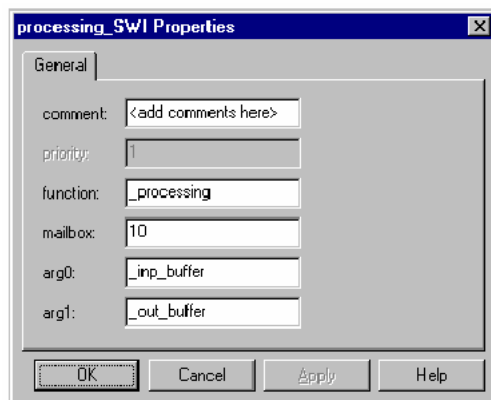 processing_SWI Properties
General
comment: <add comments here>
priority: 1
function: _processing
mailbox: 10
arg0: _inp_buffer
arg1: _out_buffer
OK Cancel Apply Help